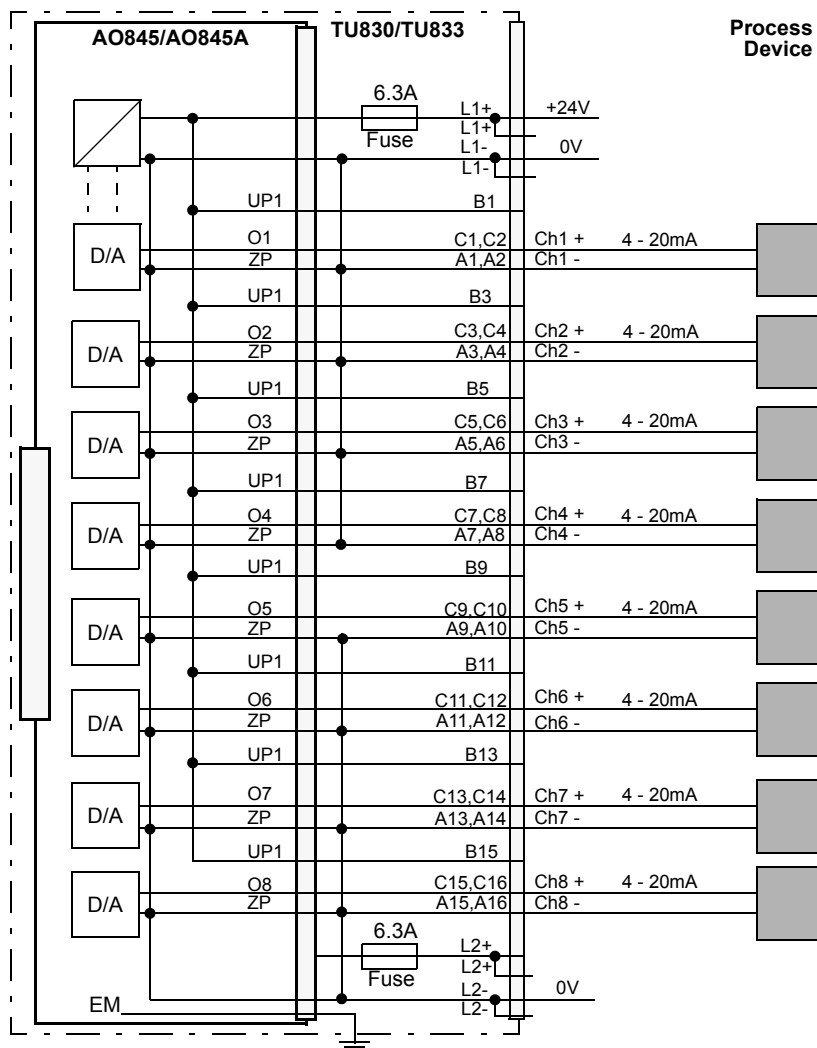 AO845/AO845A
TU830/TU833
Process
Device
6.3A
Fuse
L1+
L1+
+24V
L1-
L1-
0V
UP1 B1
D/A O1 C1,C2 Ch1 + 4 - 20mA
ZP A1,A2 Ch1 -
UP1 B3
D/A O2 C3,C4 Ch2 + 4 - 20mA
ZP A3,A4 Ch2 -
UP1 B5
D/A O3 C5,C6 Ch3 + 4 - 20mA
ZP A5,A6 Ch3 -
UP1 B7
D/A O4 C7,C8 Ch4 + 4 - 20mA
ZP A7,A8 Ch4 -
UP1 B9
D/A O5 C9,C10 Ch5 + 4 - 20mA
ZP A9,A10 Ch5 -
UP1 B11
D/A O6 C11,C12 Ch6 + 4 - 20mA
ZP A11,A12 Ch6 -
UP1 B13
D/A O7 C13,C14 Ch7 + 4 - 20mA
ZP A13,A14 Ch7 -
UP1 B15
D/A O8 C15,C16 Ch8 + 4 - 20mA
ZP A15,A16 Ch8 -
6.3A
Fuse
L2+
L2+
L2-
L2-
0V
EM